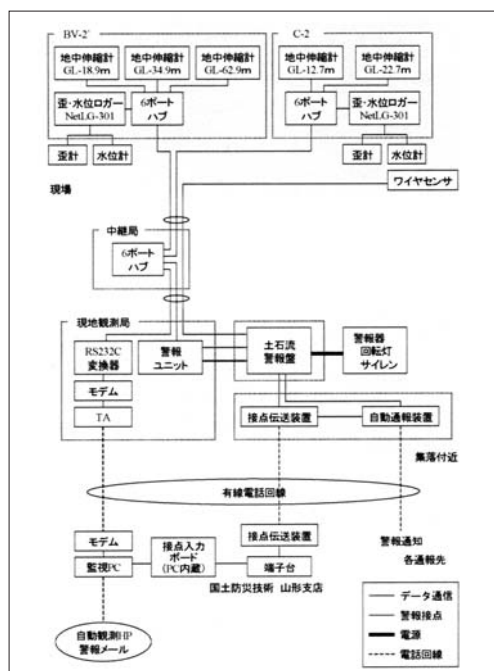 BV-2'
C-2
地中伸縮計
GL-18.9m
地中伸縮計
GL-34.9m
地中伸縮計
GL-62.9m
地中伸縮計
GL-12.7m
地中伸縮計
GL-22.7m
歪・水位ロガー
NetLG-301
6ポート
ハブ
6ポート
ハブ
歪・水位ロガー
NetLG-301
歪計
水位計
歪計
水位計
現場
ワイヤセンサ
中継局
6ポート
ハブ
現地観測局
RS232C
変換器
警報
ユニット
土石流
警報盤
警報器
回転灯
サイレン
モデム
TA
接点伝送装置
自動通報装置
集落付近
有線電話回線
モデム
監視PC
接点入力
ボード
(PC内蔵)
接点伝送装置
端子台
警報通知
各通報先
国土防災技術 山形支店
自動観測HP
警報メール
データ通信
警報接点
電源
電話回線